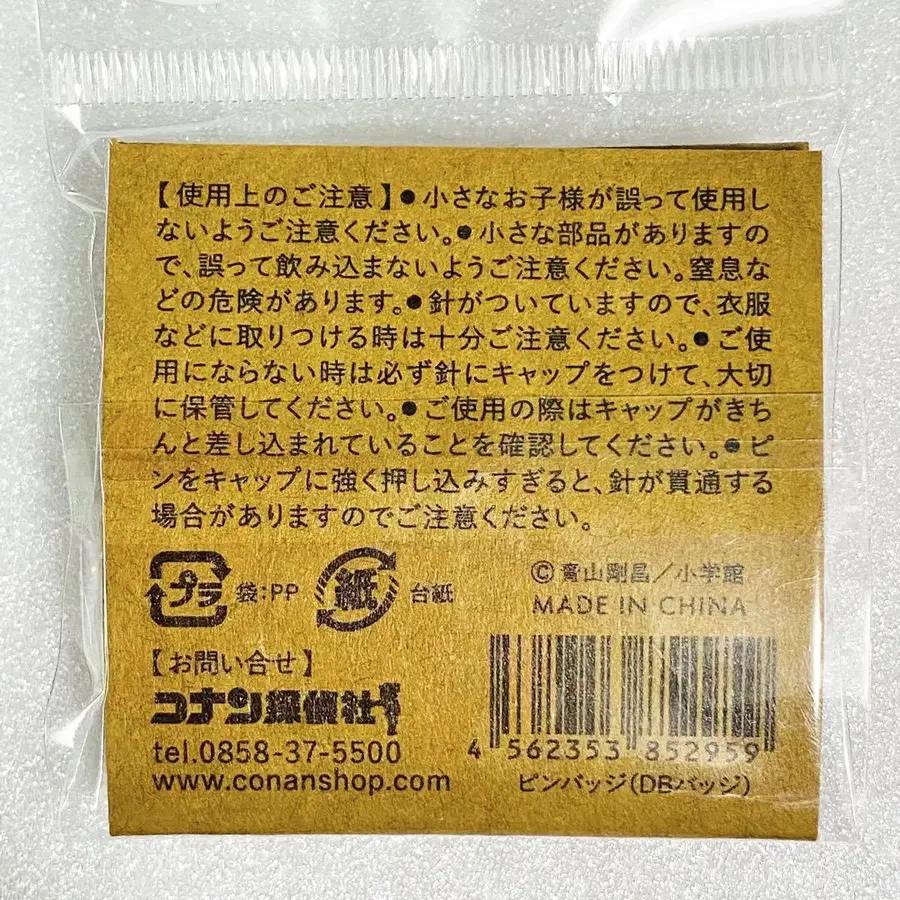 【使用上のご注意】●小さなお子様が誤って使用し
ないようご注意ください。●小さな部品がありますの
で、誤って飲み込まないようご注意ください。窒息な
どの危険があります。●針がついていますので、衣服
などに取りつける時は十分ご注意ください。●ご使
用にならない時は必ず針にキャップをつけて、大切
に保管してください。●ご使用の際はキャップがきち
んと差し込まれていることを確認してください。●ピ
ンをキャップに強く押し込みすぎると、針が貫通する
場合がありますのでご注意ください。
プラ 袋:PP 紙 台紙
©青山剛昌／小学館
MADE IN CHINA
【お問い合せ】
コナン探偵社
tel.0858-37-5500
www.conanshop.com
4 562353 852959
ピンバッジ(DBバッジ)